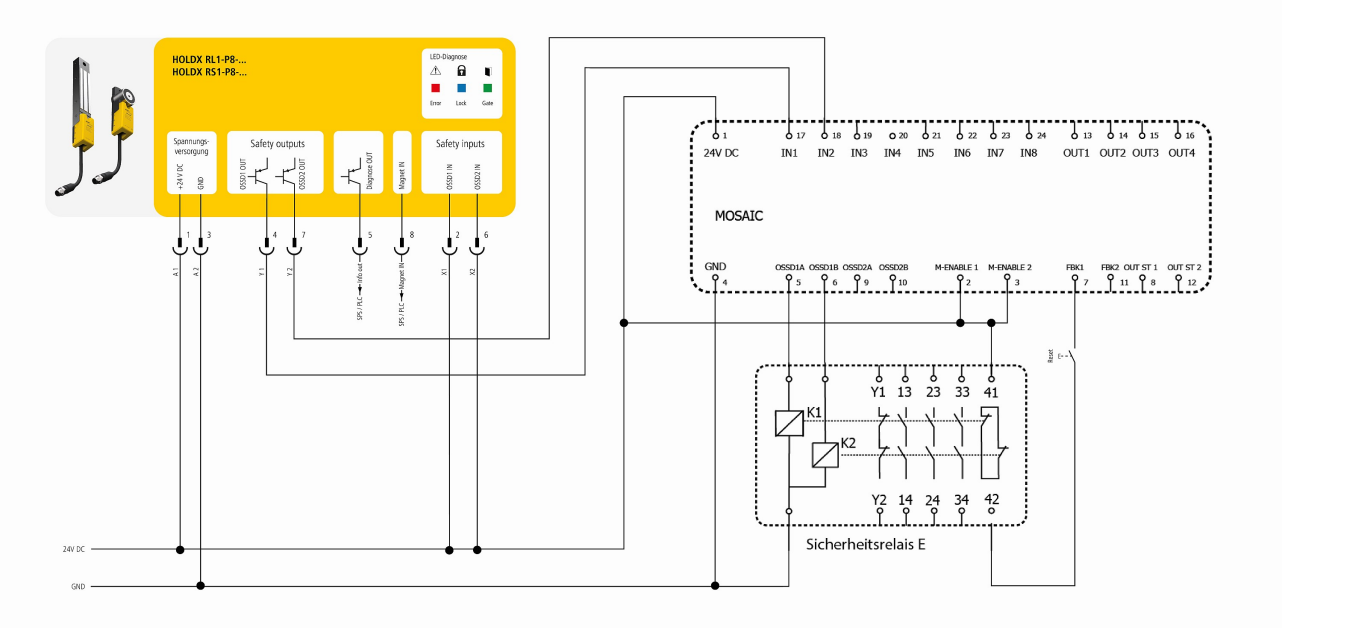 HOLDX RL1-P8-...
HOLDX RS1-P8-...
LED-Diagnose
Error Lock Gate
Spannungs-
versorgung
+24 V DC
GND
Safety outputs
OSSD1 OUT
OSSD2 OUT
Diagnose OUT
Magnet IN
Safety inputs
OSSD1 IN
OSSD2 IN
1 3 4 7 5 8 2 6
A 1
A 2
Y 1
Y 2
SPS / PLC Info out
SPS / PLC Magnet IN
X1
X2
24V DC
GND
1 17 18 19 20 21 22 23 24 13 14 15 16
24V DC IN1 IN2 IN3 IN4 IN5 IN6 IN7 IN8 OUT1 OUT2 OUT3 OUT4
MOSAIC
GND OSSD1A OSSD1B OSSD2A OSSD2B M-ENABLE 1 M-ENABLE 2 FBK1 FBK2 OUT ST 1 OUT ST 2
4 5 6 9 10 2 3 7 11 8 12
Reset
E
Y1 13 23 33 41
K1
K2
Y2 14 24 34 42
Sicherheitsrelais E